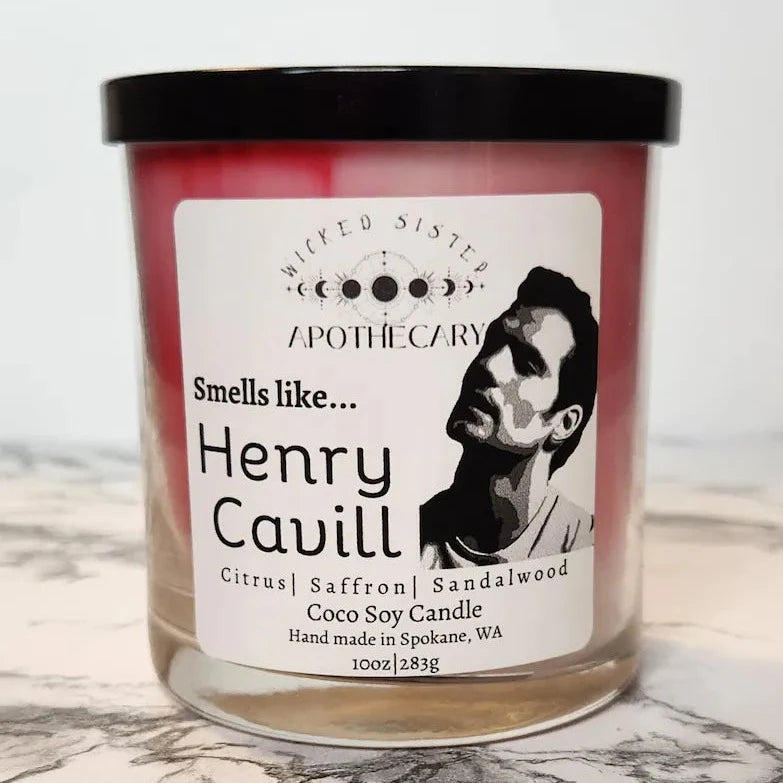 WICKED SISTER
APOTHECARY
Smells like...
Henry
Cavill
Citrus| Saffron| Sandalwood
Coco Soy Candle
Hand made in Spokane, WA
10oz|283g